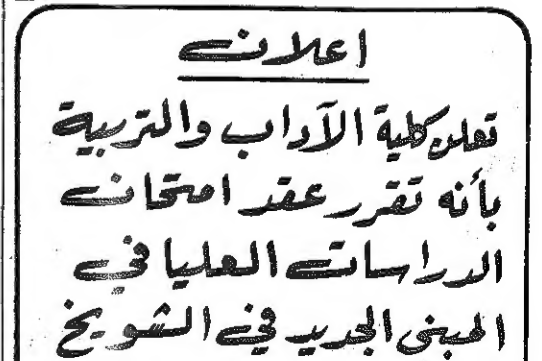 اعلان
تعلن كلية الآداب والتربية
بأنه تقرر عقد امتحان
الدراسات العليا في
المبنى الجديد في الشويخ